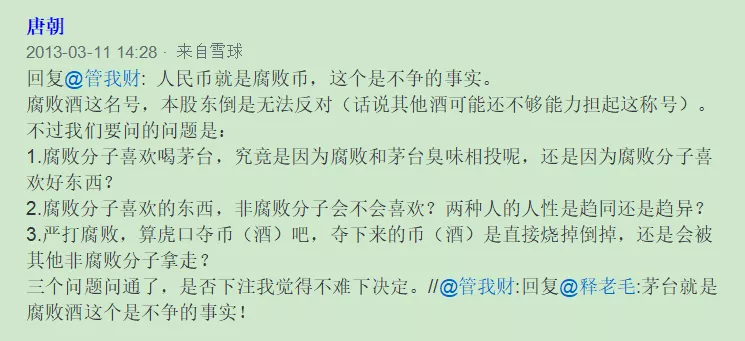 唐朝
2013-03-11 14:28 · 来自雪球
回复@管我财: 人民币就是腐败币，这个是不争的事实。
腐败酒这名号，本股东倒是无法反对（话说其他酒可能还不够能力担起这称号）。
不过我们要问的问题是：
1.腐败分子喜欢喝茅台，究竟是因为腐败和茅台臭味相投呢，还是因为腐败分子喜
欢好东西？
2.腐败分子喜欢的东西，非腐败分子会不会喜欢？两种人的人性是趋同还是趋异？
3.严打腐败，算虎口夺币（酒）吧，夺下来的币（酒）是直接烧掉倒掉，还是会被
其他非腐败分子拿走？
三个问题问通了，是否下注我觉得不难下决定。//@管我财:回复@释老毛:茅台就是
腐败酒这个是不争的事实！